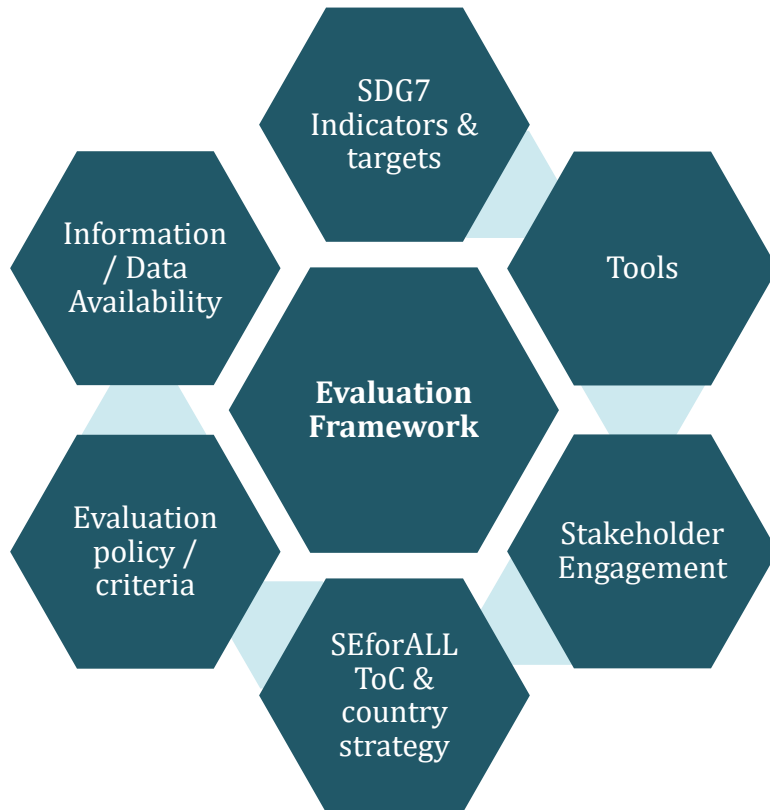 SDG7
Indicators &
targets
Information
/ Data
Availability
Tools
Evaluation
Framework
Evaluation
policy /
criteria
Stakeholder
Engagement
SEforALL
ToC &
country
strategy